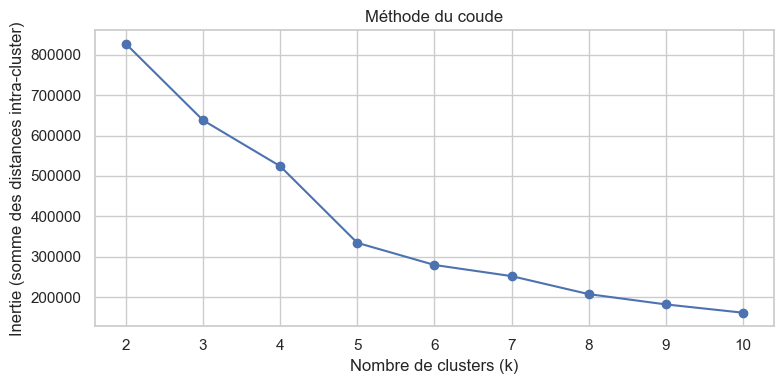 Méthode du coude
Inertie (somme des distances intra-cluster)
800000
700000
600000
500000
400000
300000
200000
2 3 4 5 6 7 8 9 10
Nombre de clusters (k)